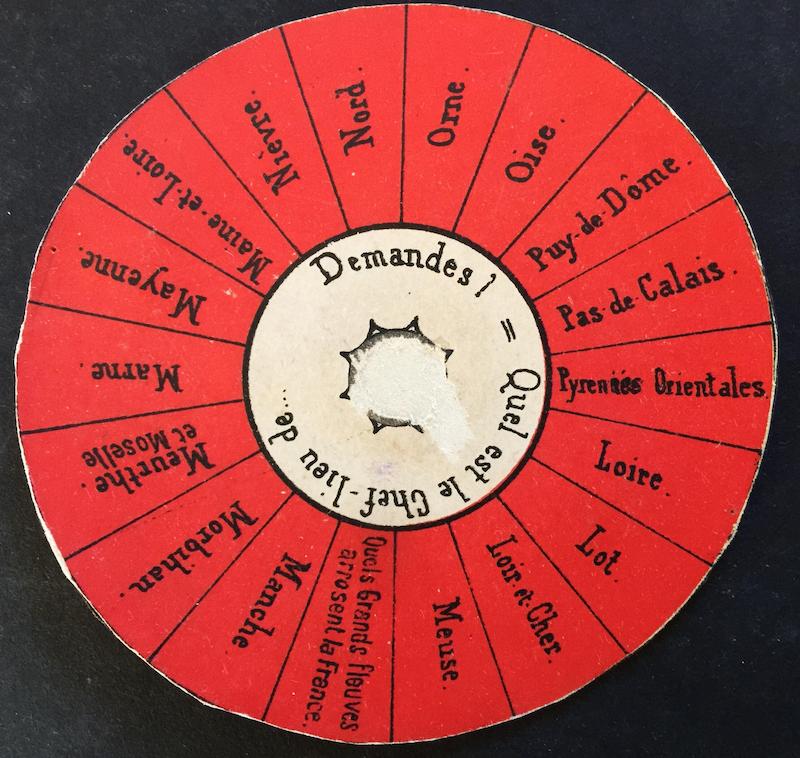 Demandes? = Quel est le Chef-lieu de...
Nord.
Orne.
Oise.
Puy-de-Dôme.
Pas-de-Calais.
Pyrennées Orientales.
Loire.
Lot.
Loir-et-Cher.
Meuse.
Quels Grands fleuves
arrosent la france.
Manche.
Morbihan.
Meurthe.
et Moselle
Marne.
Mayenne.
Maine-et-Loire.
Nièvre.